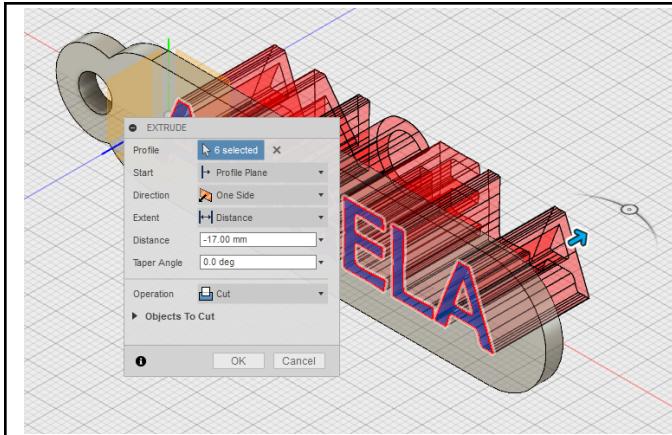 EXTRUDE
Profile 6 selected
Start Profile Plane
Direction One Side
Extent Distance
Distance -17.00 mm
Taper Angle 0.0 deg
Operation Cut
Objects To Cut
OK Cancel
ELA